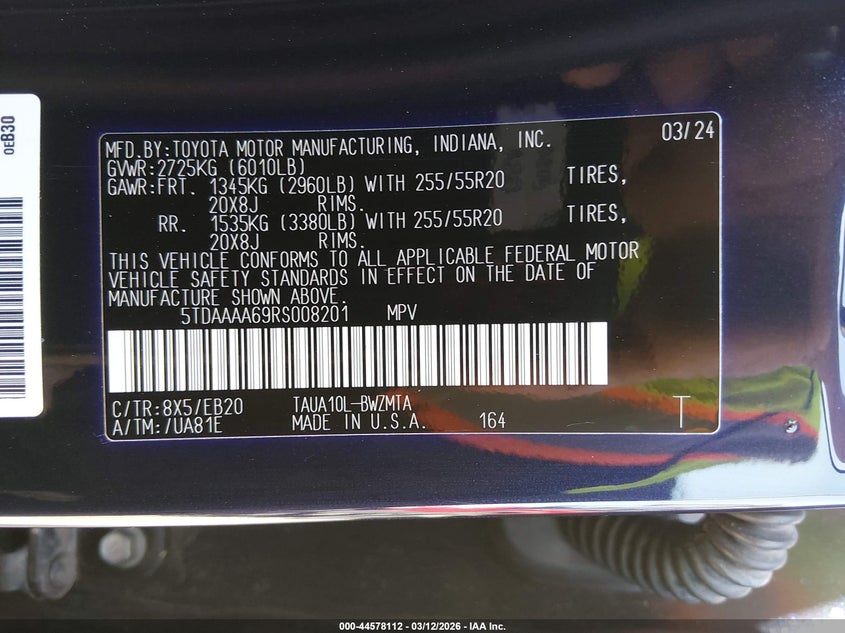 0EB30
MFD.BY:TOYOTA MOTOR MANUFACTURING, INDIANA, INC. 03/24
GVWR:2725KG (6010LB)
GAWR:FRT. 1345KG (2960LB) WITH 255/55R20 TIRES,
20X8J RIMS.
RR. 1535KG (3380LB) WITH 255/55R20 TIRES,
20X8J RIMS.
THIS VEHICLE CONFORMS TO ALL APPLICABLE FEDERAL MOTOR
VEHICLE SAFETY STANDARDS IN EFFECT ON THE DATE OF
MANUFACTURE SHOWN ABOVE.
5TDAAAA69RS008201 MPV
C/TR:8X5/EB20 TAUA10L-BWZMTA
A/TM:/UA81E MADE IN U.S.A. 164 T
000-44578112 - 03/12/2026 - IAA Inc.